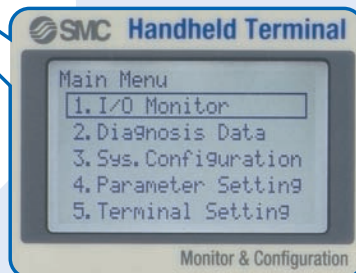 SMC Handheld Terminal
Main Menu
1. I/O Monitor
2. Diagnosis Data
3. Sys. Configuration
4. Parameter Setting
5. Terminal Setting
Monitor & Configuration